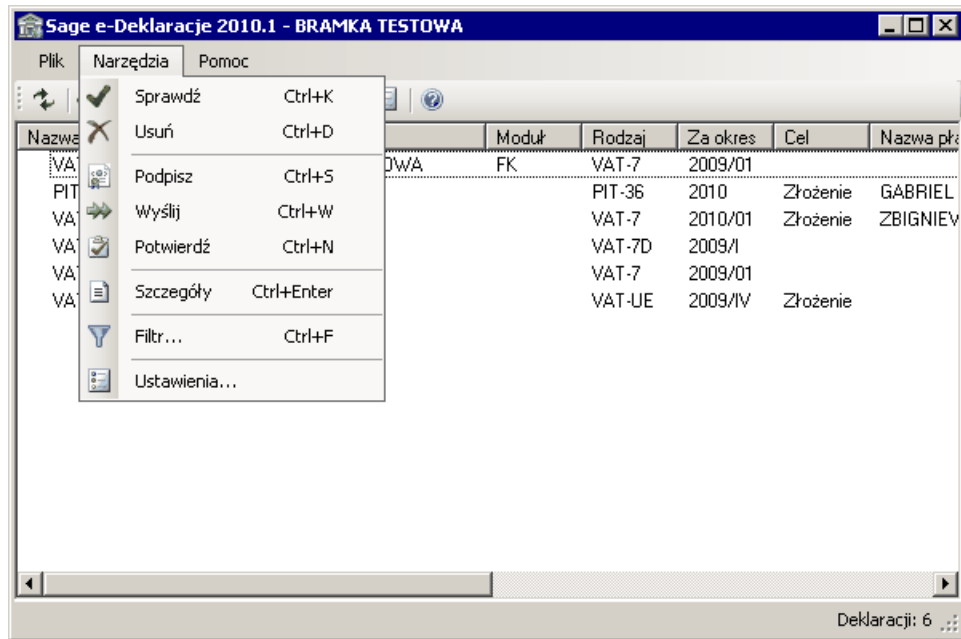 Sage e-Deklaracje 2010.1 - BRAMKA TESTOWA
Plik Narzędzia Pomoc
Sprawdź Ctrl+K
Usuń Ctrl+D
Podpisz Ctrl+S
Wyślij Ctrl+W
Potwierdź Ctrl+N
Szczegóły Ctrl+Enter
Filtr... Ctrl+F
Ustawienia...
Moduł Rodzaj Za okres Cel Nazwa
FK VAT-7 2009/01
PIT-36 2010 Złożenie GABRIEL
VAT-7 2010/01 Złożenie
VAT-7D 2009/I
VAT-7 2009/01
VAT-UE 2009/IV Złożenie
Deklaracji: 6